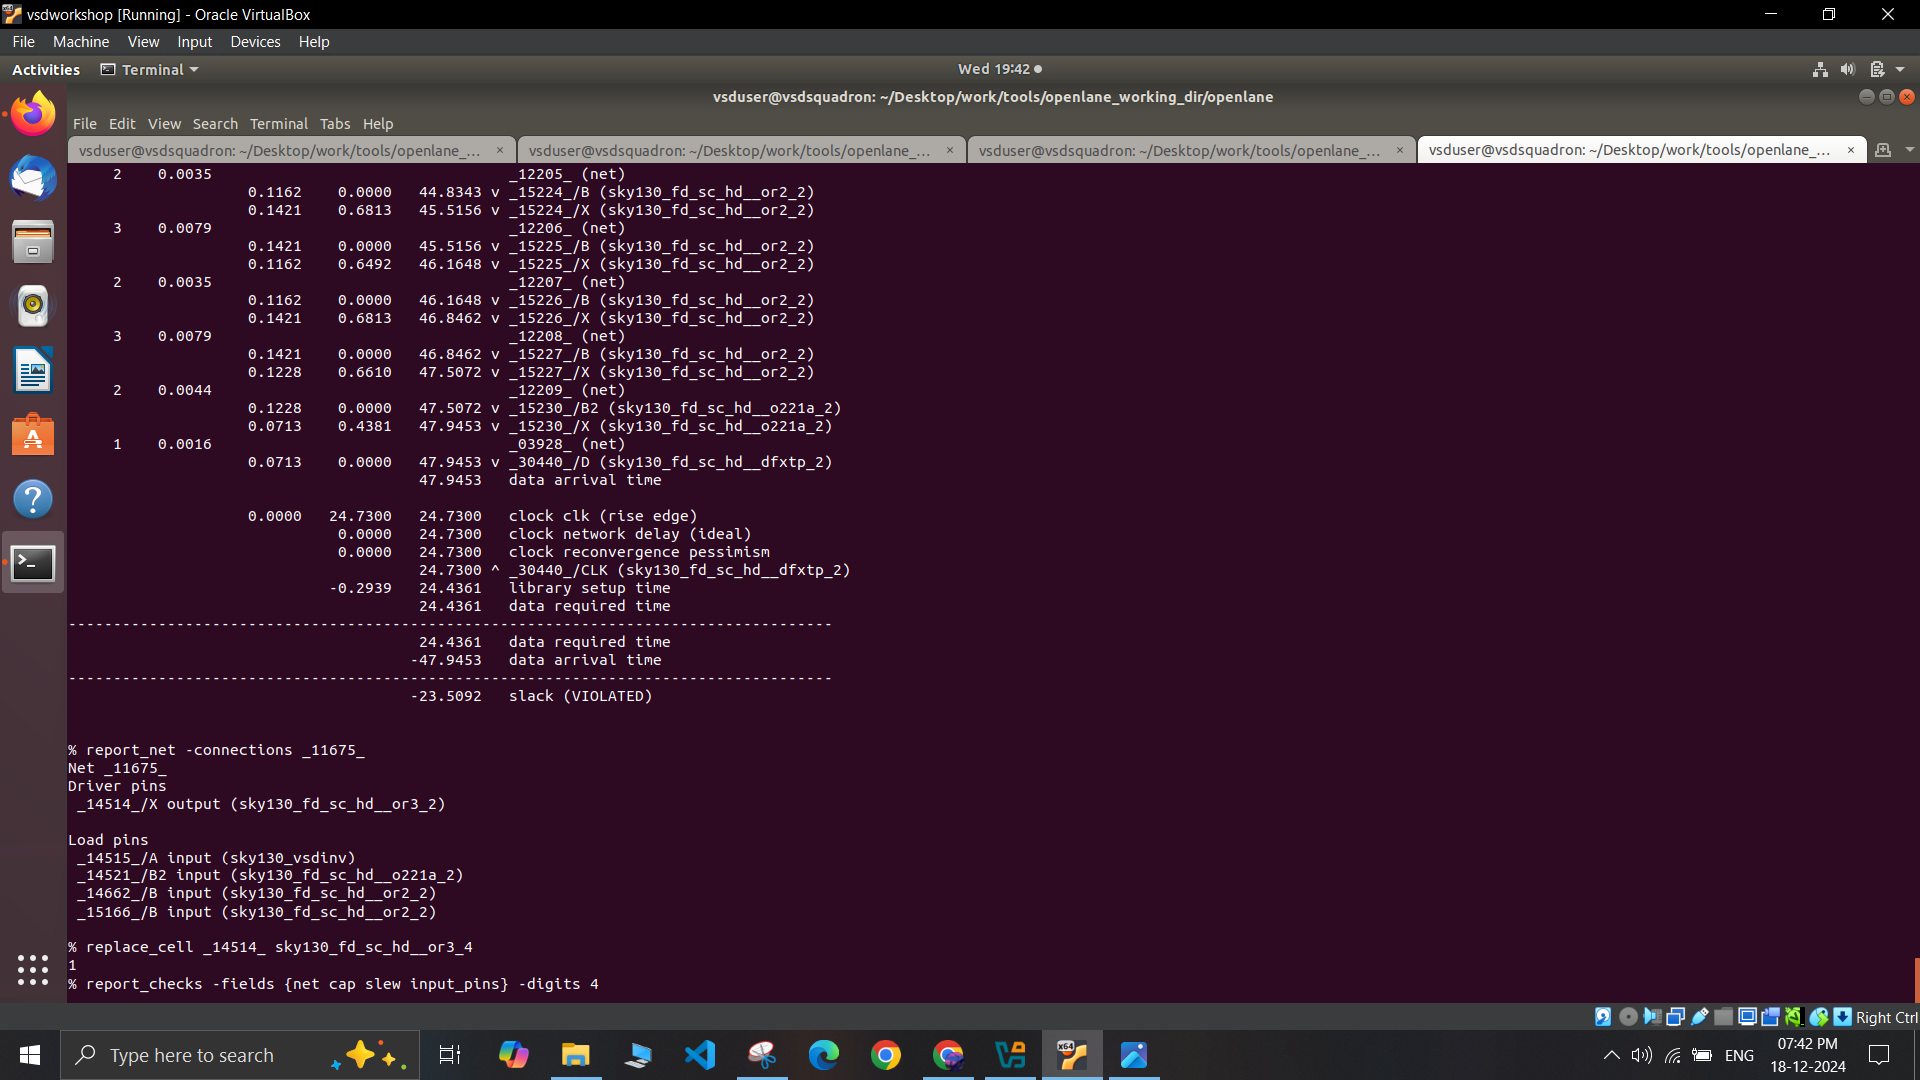 vsdworkshop [Running] - Oracle VirtualBox
File Machine View Input Devices Help
Activities Terminal Wed 19:42
vsduser@vsdsquadron: ~/Desktop/work/tools/openlane_working_dir/openlane
File Edit View Search Terminal Tabs Help
vsduser@vsdsquadron: ~/Desktop/work/tools/openlane_... × vsduser@vsdsquadron: ~/Desktop/work/tools/openlane_... × vsduser@vsdsquadron: ~/Desktop/work/tools/openlane_... × vsduser@vsdsquadron: ~/Desktop/work/tools/openlane_... ×
2 0.0035 _12205_ (net)
0.1162 0.0000 44.8343 v _15224_/B (sky130_fd_sc_hd__or2_2)
0.1421 0.6813 45.5156 v _15224_/X (sky130_fd_sc_hd__or2_2)
3 0.0079 _12206_ (net)
0.1421 0.0000 45.5156 v _15225_/B (sky130_fd_sc_hd__or2_2)
0.1162 0.6492 46.1648 v _15225_/X (sky130_fd_sc_hd__or2_2)
2 0.0035 _12207_ (net)
0.1162 0.0000 46.1648 v _15226_/B (sky130_fd_sc_hd__or2_2)
0.1421 0.6813 46.8462 v _15226_/X (sky130_fd_sc_hd__or2_2)
3 0.0079 _12208_ (net)
0.1421 0.0000 46.8462 v _15227_/B (sky130_fd_sc_hd__or2_2)
0.1228 0.6610 47.5072 v _15227_/X (sky130_fd_sc_hd__or2_2)
2 0.0044 _12209_ (net)
0.1228 0.0000 47.5072 v _15230_/B2 (sky130_fd_sc_hd__o221a_2)
0.0713 0.4381 47.9453 v _15230_/X (sky130_fd_sc_hd__o221a_2)
1 0.0016 _03928_ (net)
0.0713 0.0000 47.9453 v _30440_/D (sky130_fd_sc_hd__dfxtp_2)
47.9453 data arrival time
0.0000 24.7300 24.7300 clock clk (rise edge)
0.0000 24.7300 clock network delay (ideal)
0.0000 24.7300 clock reconvergence pessimism
24.7300 ^ _30440_/CLK (sky130_fd_sc_hd__dfxtp_2)
-0.2939 24.4361 library setup time
24.4361 data required time
-------------------------------------------------------------------------------------
24.4361 data required time
-47.9453 data arrival time
-------------------------------------------------------------------------------------
-23.5092 slack (VIOLATED)
% report_net -connections _11675_
Net _11675_
Driver pins
_14514_/X output (sky130_fd_sc_hd__or3_2)
Load pins
_14515_/A input (sky130_vsdinv)
_14521_/B2 input (sky130_fd_sc_hd__o221a_2)
_14662_/B input (sky130_fd_sc_hd__or2_2)
_15166_/B input (sky130_fd_sc_hd__or2_2)
% replace_cell _14514_ sky130_fd_sc_hd__or3_4
1
% report_checks -fields {net cap slew input_pins} -digits 4
Right Ctrl
Type here to search
ENG
07:42 PM
18-12-2024